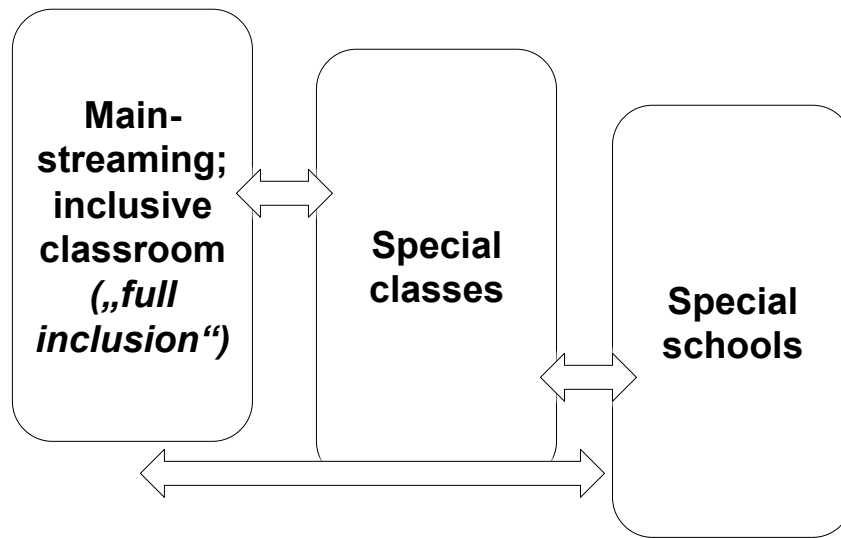 Main-
streaming;
inclusive
classroom
(„full
inclusion“)
Special
classes
Special
schools